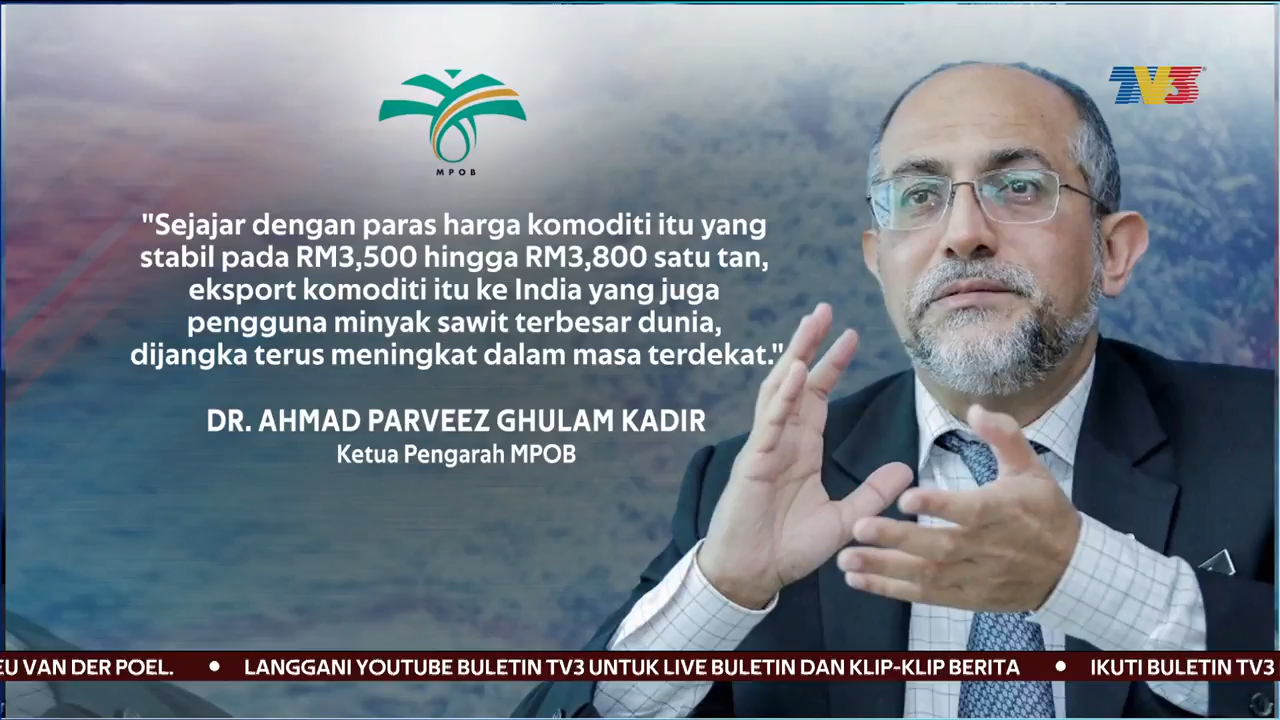 TV3
MPOB
"Sejajar dengan paras harga komoditi itu yang
stabil pada RM3,500 hingga RM3,800 satu tan,
eksport komoditi itu ke India yang juga
pengguna minyak sawit terbesar dunia,
dijangka terus meningkat dalam masa terdekat."
DR. AHMAD PARVEEZ GHULAM KADIR
Ketua Pengarah MPOB
EU VAN DER POEL. • LANGGANI YOUTUBE BULETIN TV3 UNTUK LIVE BULETIN DAN KLIP-KLIP BERITA • IKUTI BULETIN TV3